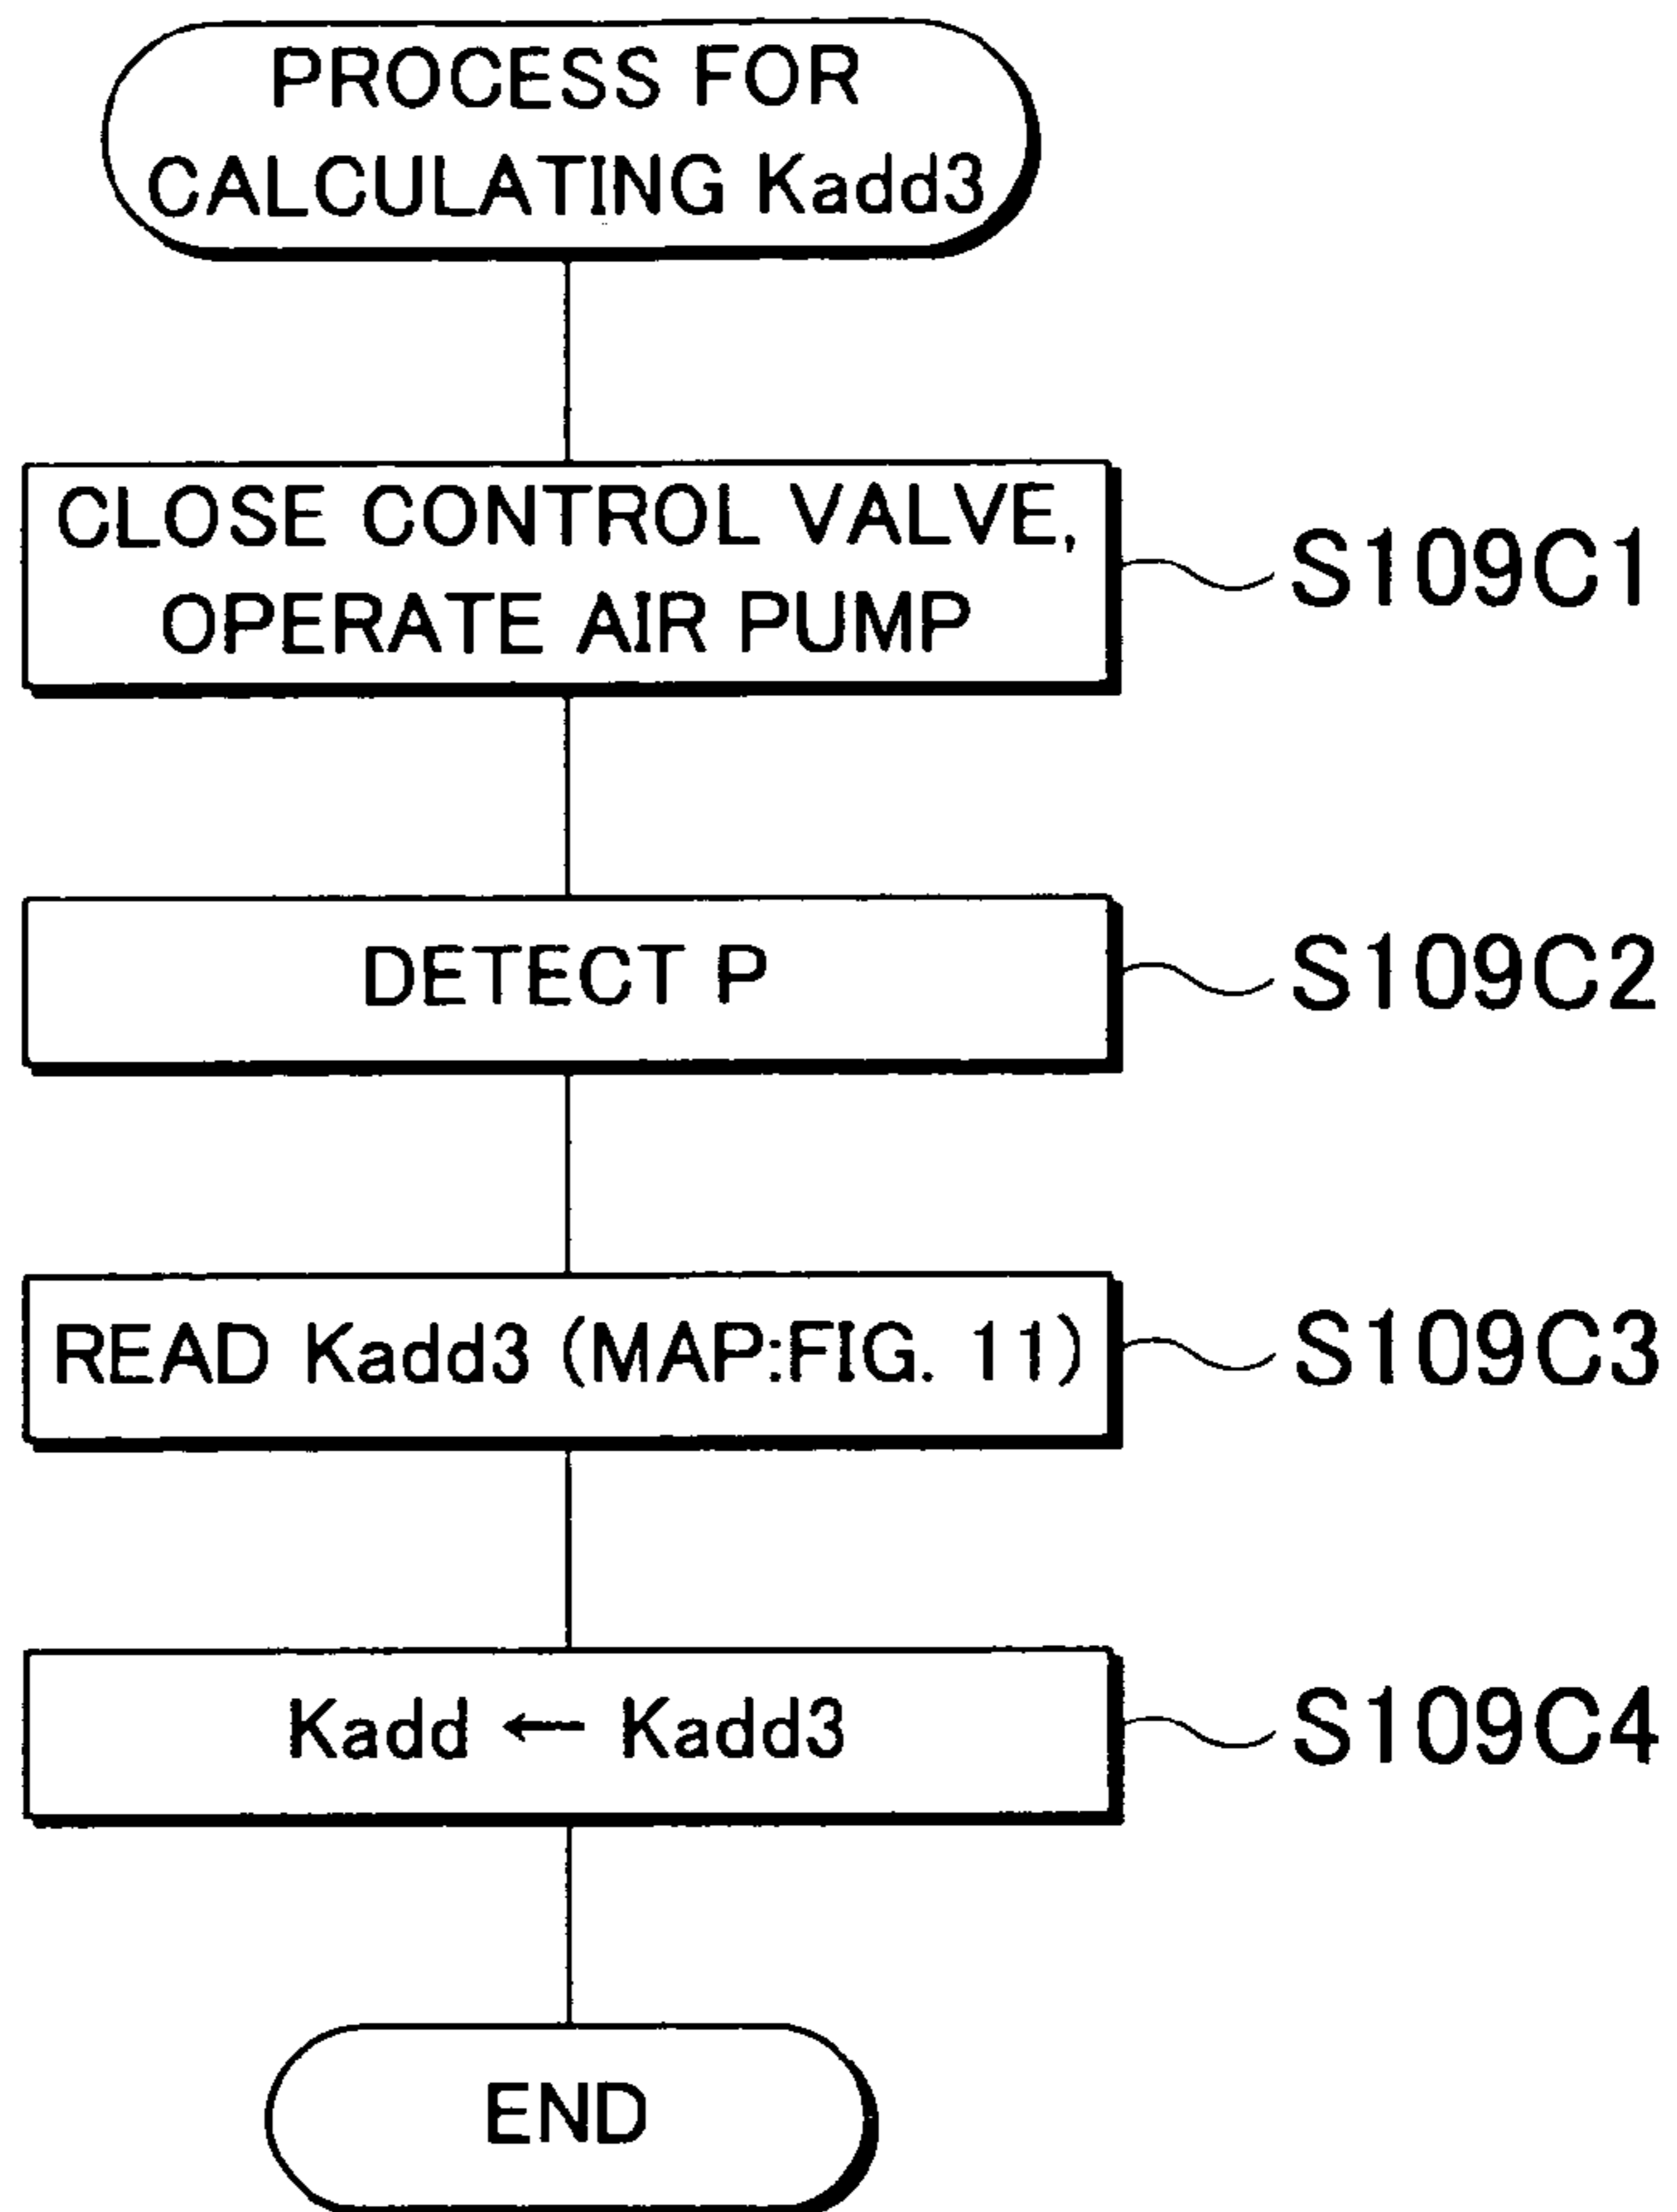 PROCESS FOR
CALCULATING Kadd3
CLOSE CONTROL VALVE,
OPERATE AIR PUMP
S109C1
DETECT P
S109C2
READ Kadd3 (MAP:FIG. 11)
S109C3
Kadd ← Kadd3
S109C4
END